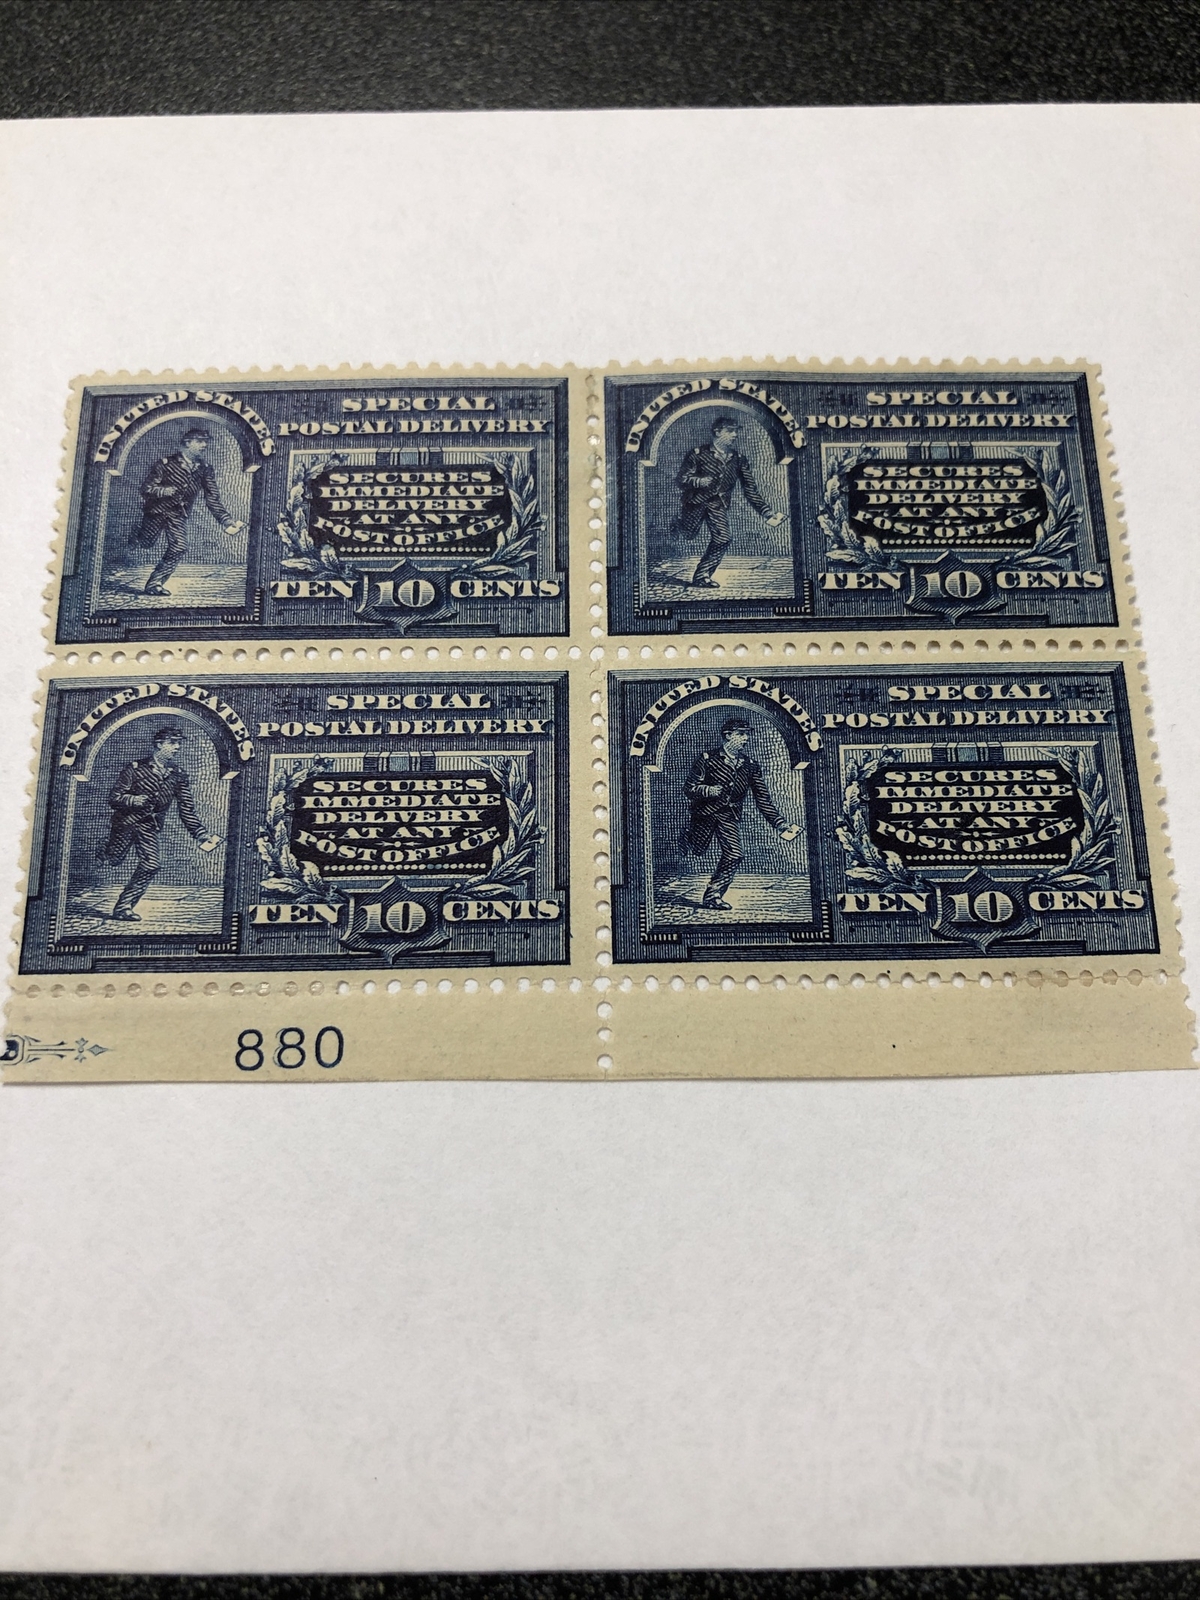 UNITED STATES
SPECIAL
POSTAL DELIVERY
SECURES
IMMEDIATE
DELIVERY
AT ANY
POST OFFICE
TEN 10 CENTS
UNITED STATES
SPECIAL
POSTAL DELIVERY
SECURES
IMMEDIATE
DELIVERY
AT ANY
POST OFFICE
TEN 10 CENTS
UNITED STATES
SPECIAL
POSTAL DELIVERY
SECURES
IMMEDIATE
DELIVERY
AT ANY
POST OFFICE
TEN 10 CENTS
UNITED STATES
SPECIAL
POSTAL DELIVERY
SECURES
IMMEDIATE
DELIVERY
AT ANY
POST OFFICE
TEN 10 CENTS
880